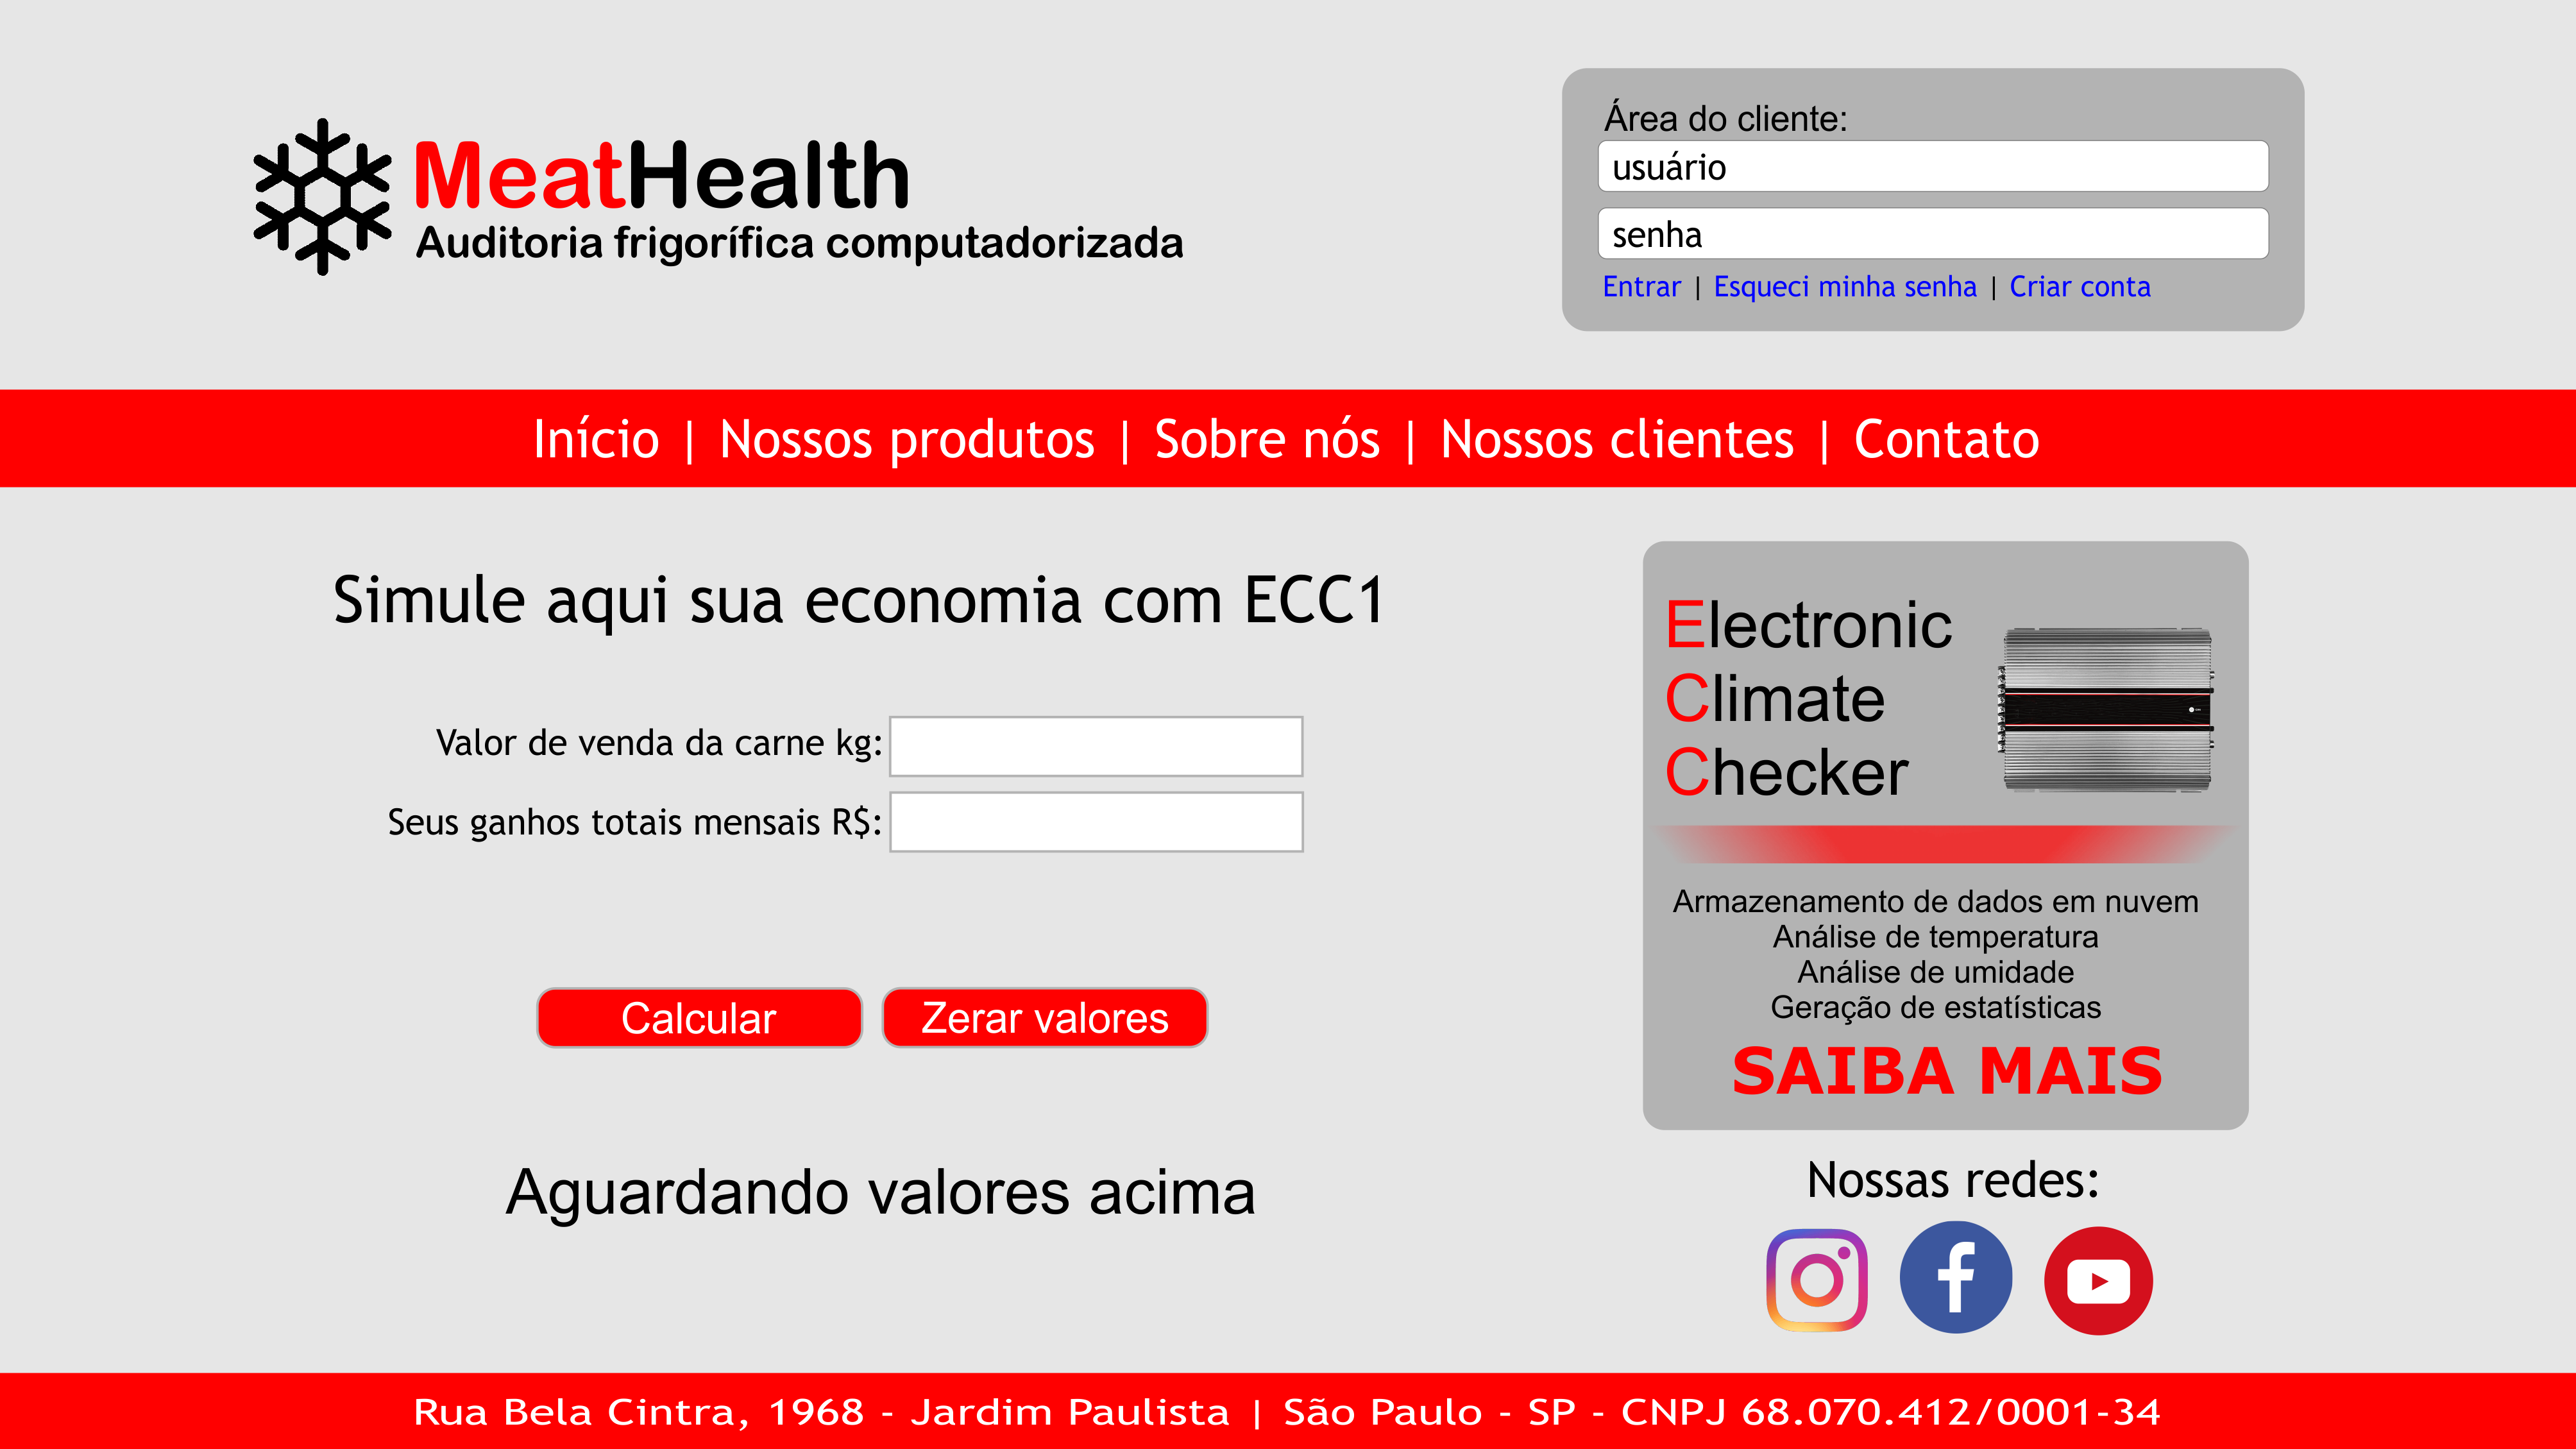 MeatHealth
Auditoria frigorífica computadorizada
Área do cliente:
usuário
senha
Entrar | Esqueci minha senha | Criar conta
Início | Nossos produtos | Sobre nós | Nossos clientes | Contato
Simule aqui sua economia com ECC1
Valor de venda da carne kg:
Seus ganhos totais mensais R$:
Calcular
Zerar valores
Aguardando valores acima
Electronic
Climate
Checker
Armazenamento de dados em nuvem
Análise de temperatura
Análise de umidade
Geração de estatísticas
SAIBA MAIS
Nossas redes:
Rua Bela Cintra, 1968 - Jardim Paulista | São Paulo - SP - CNPJ 68.070.412/0001-34